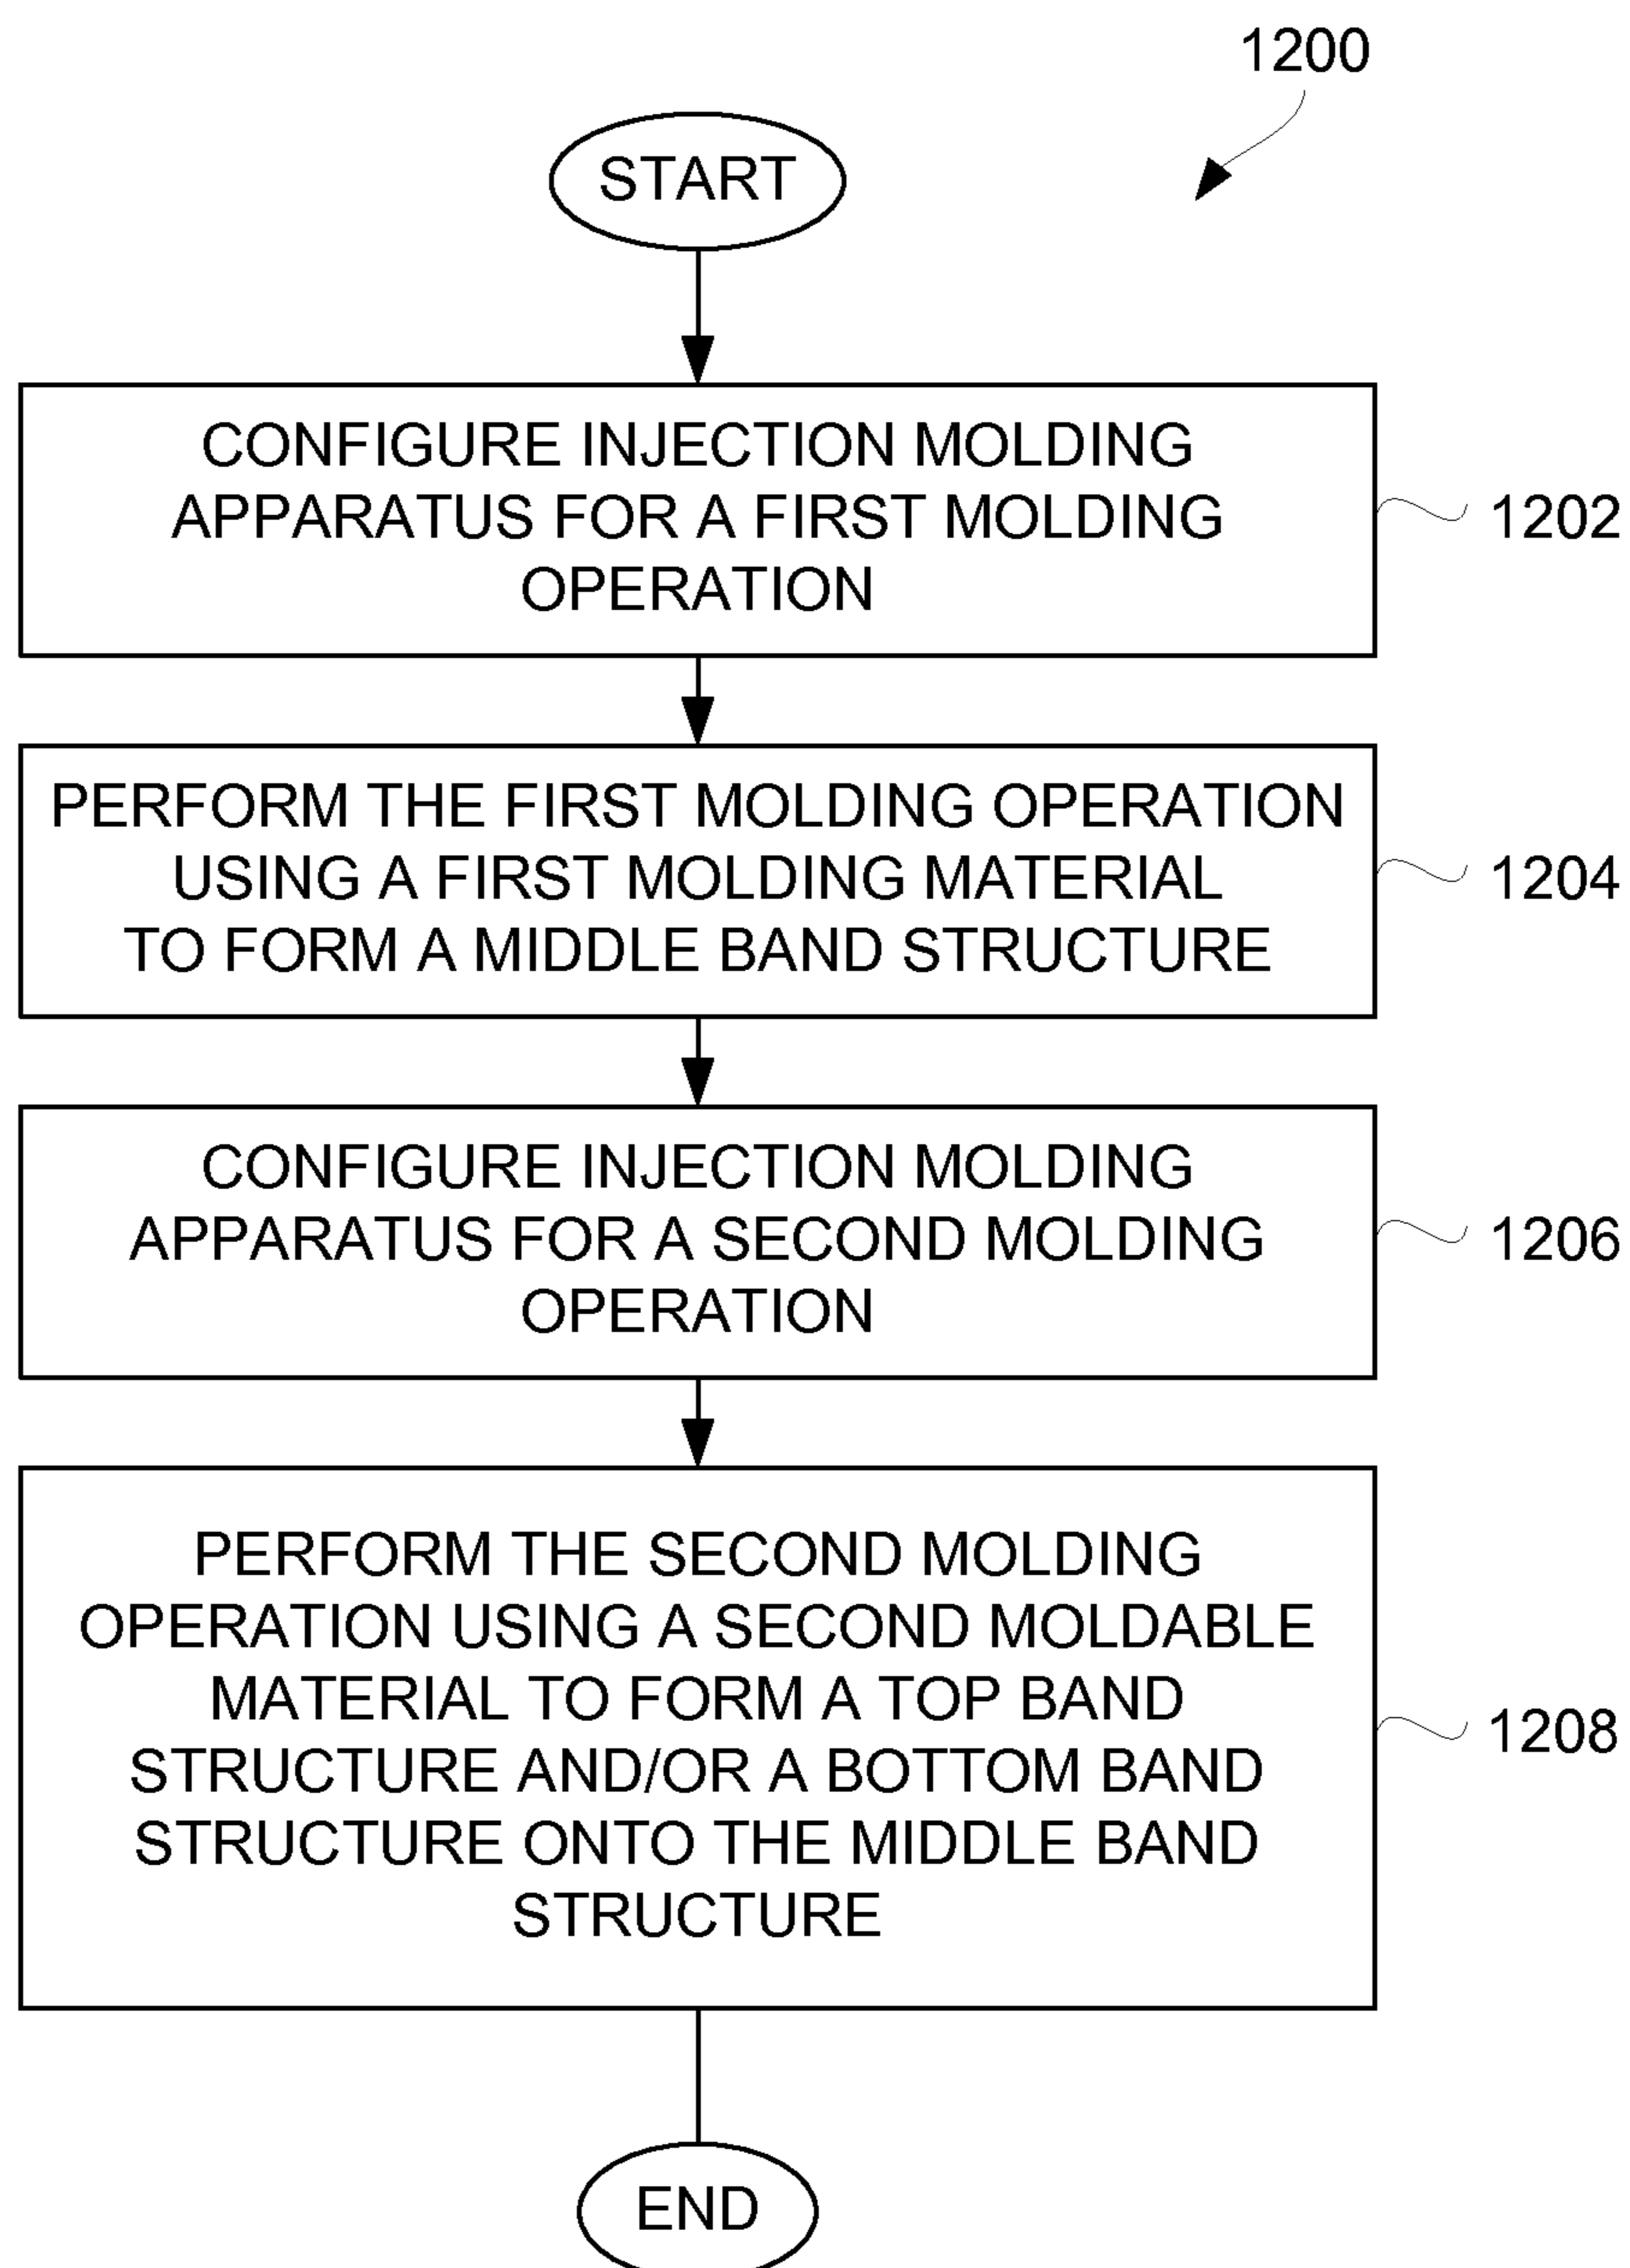 1200
START
CONFIGURE INJECTION MOLDING
APPARATUS FOR A FIRST MOLDING
OPERATION
1202
PERFORM THE FIRST MOLDING OPERATION
USING A FIRST MOLDING MATERIAL
TO FORM A MIDDLE BAND STRUCTURE
1204
CONFIGURE INJECTION MOLDING
APPARATUS FOR A SECOND MOLDING
OPERATION
1206
PERFORM THE SECOND MOLDING
OPERATION USING A SECOND MOLDABLE
MATERIAL TO FORM A TOP BAND
STRUCTURE AND/OR A BOTTOM BAND
STRUCTURE ONTO THE MIDDLE BAND
STRUCTURE
1208
END